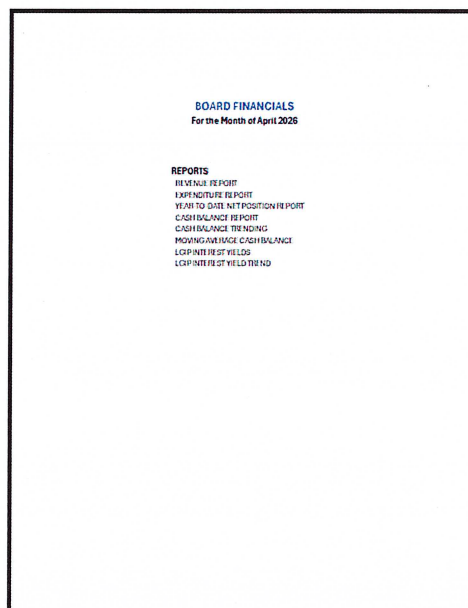 BOARD FINANCIALS
For the Month of April 2026
REPORTS
REVENUE REPORT
EXPENDITURE REPORT
YEAR-TO-DATE NET POSITION REPORT
CASH BALANCE REPORT
CASH BALANCE TRENDING
MOVING AVERAGE CASH BALANCE
LGIP INTEREST YIELDS
LGIP INTEREST YIELD TREND